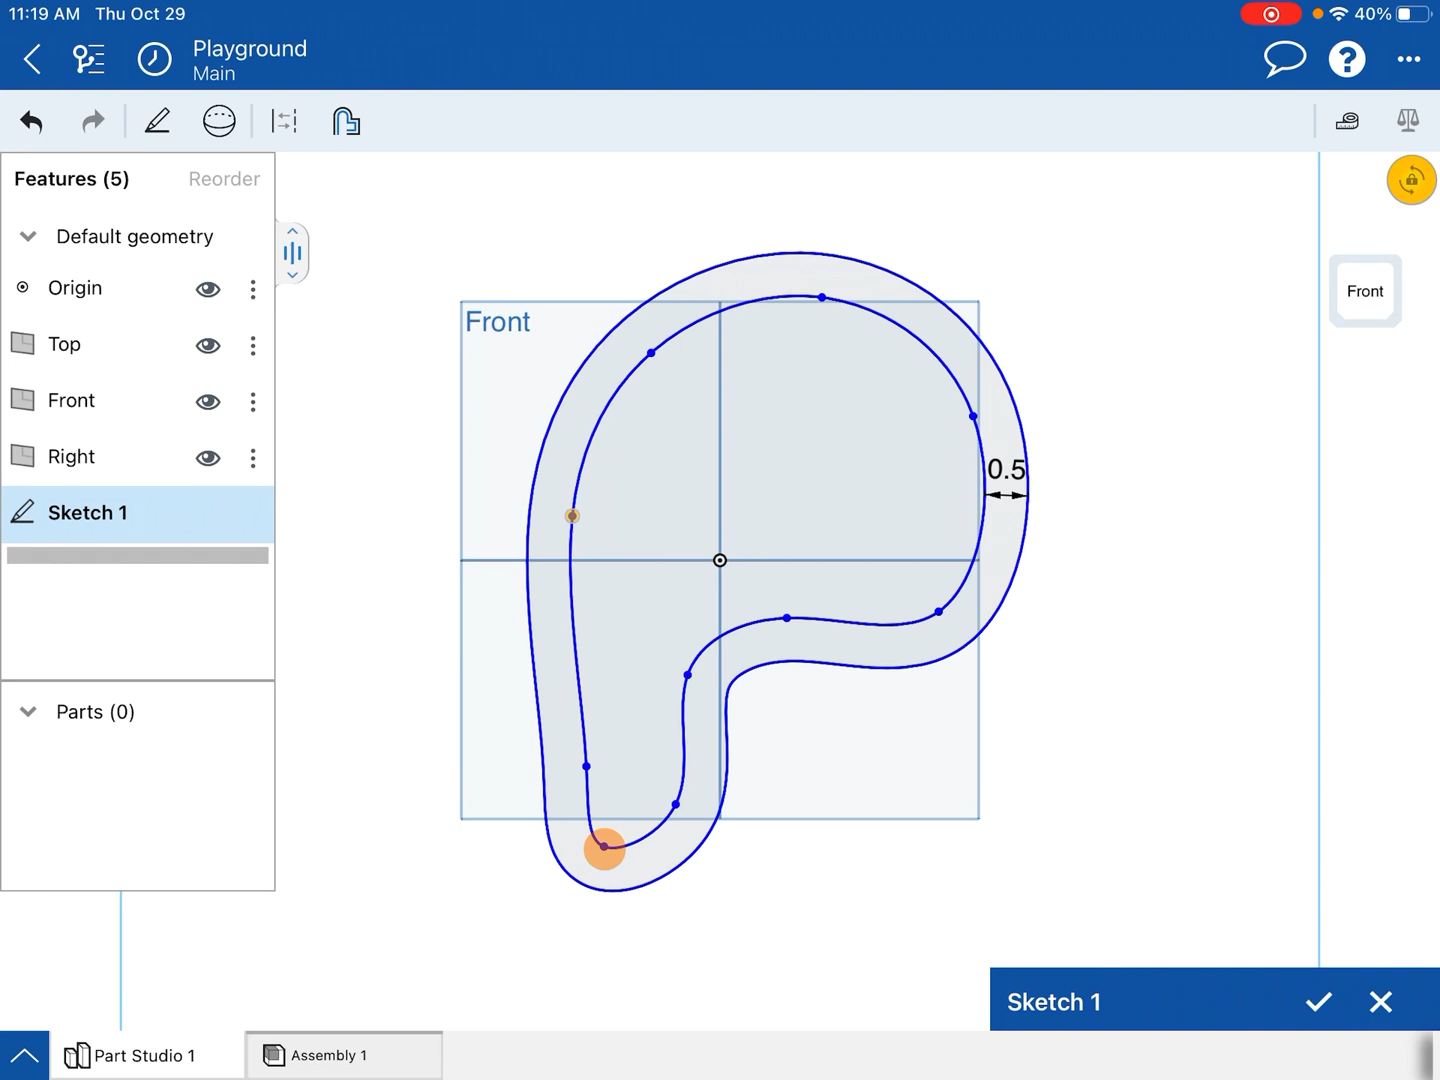 11:19 AM Thu Oct 29
40%
Playground
Main
?
Features (5) Reorder
Default geometry
Origin
Top
Front
Right
Sketch 1
Parts (0)
Front
0.5
Front
Sketch 1
Part Studio 1
Assembly 1